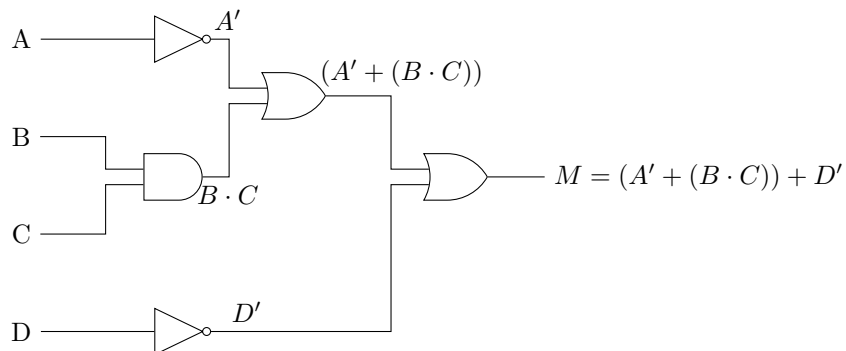 A
A′
(A′ + (B · C))
B
B · C
M = (A′ + (B · C)) + D′
C
D
D′